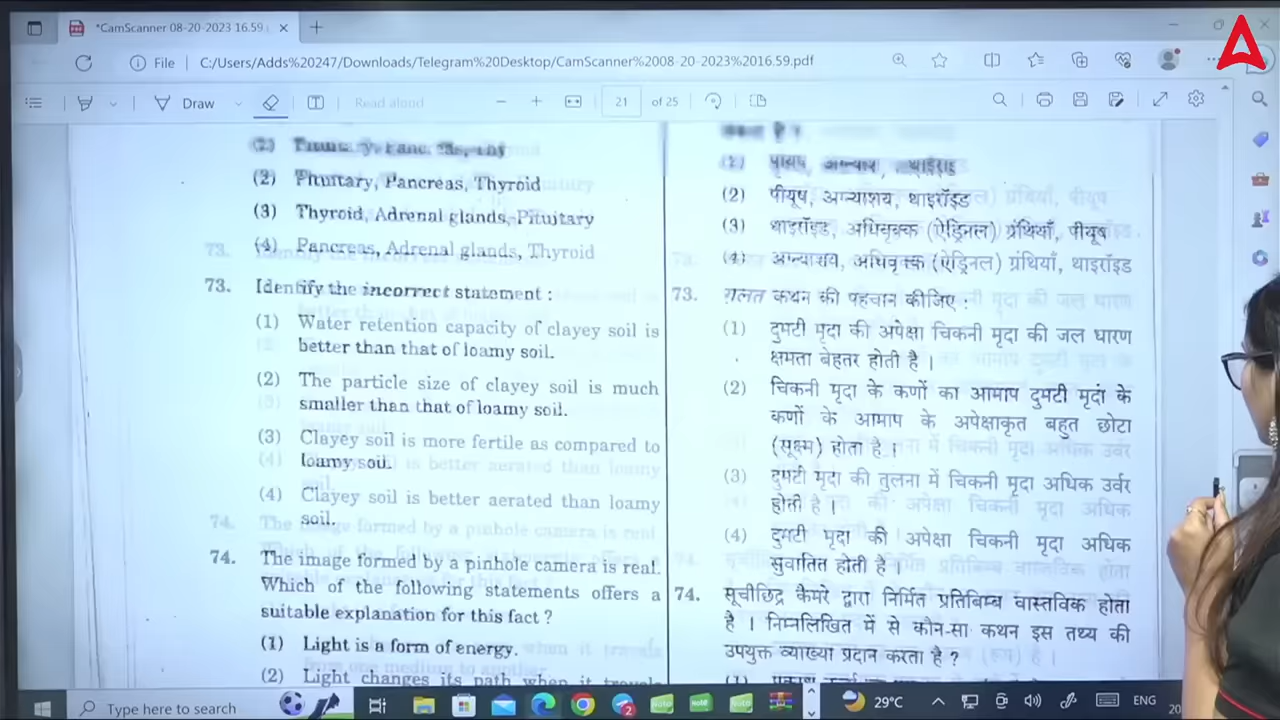 *CamScanner 08-20-2023 16.59
File
C:/Users/Adds%20247/Downloads/Telegram%20Desktop/CamScanner%2008-20-2023%2016.59.pdf
Draw
Read aloud
21
of 25
(2) Pituitary, Pancreas, Thyroid
(3) Thyroid, Adrenal glands, Pituitary
(4) Pancreas, Adrenal glands, Thyroid
73. Identify the incorrect statement :
(1) Water retention capacity of clayey soil is
better than that of loamy soil.
(2) The particle size of clayey soil is much
smaller than that of loamy soil.
(3) Clayey soil is more fertile as compared to
loamy soil.
(4) Clayey soil is better aerated than loamy
soil.
74. The image formed by a pinhole camera is real.
Which of the following statements offers a
suitable explanation for this fact ?
(1) Light is a form of energy.
(2) Light changes its path when it travels
(1) पीयूष, अग्न्याशय, थाइरॉइड
(2) पीयूष, अग्न्याशय, थाइरॉइड
(3) थाइरॉइड, अधिवृक्क (ऐड्रिनल) ग्रंथियाँ, पीयूष
(4) अग्न्याशय, अधिवृक्क (ऐड्रिनल) ग्रंथियाँ, थाइरॉइड
73. ग़लत कथन की पहचान कीजिए :
(1) दुमटी मृदा की अपेक्षा चिकनी मृदा की जल धारण
क्षमता बेहतर होती है ।
(2) चिकनी मृदा के कणों का आमाप दुमटी मृदा के
कणों के आमाप के अपेक्षाकृत बहुत छोटा
(सूक्ष्म) होता है ।
(3) दुमटी मृदा की तुलना में चिकनी मृदा अधिक उर्वर
होती है ।
(4) दुमटी मृदा की अपेक्षा चिकनी मृदा अधिक
सुवातित होती है ।
74. सूचीछिद्र कैमरे द्वारा निर्मित प्रतिबिम्ब वास्तविक होता
है । निम्नलिखित में से कौन-सा कथन इस तथ्य की
उपयुक्त व्याख्या प्रदान करता है ?
Type here to search
29°C
ENG